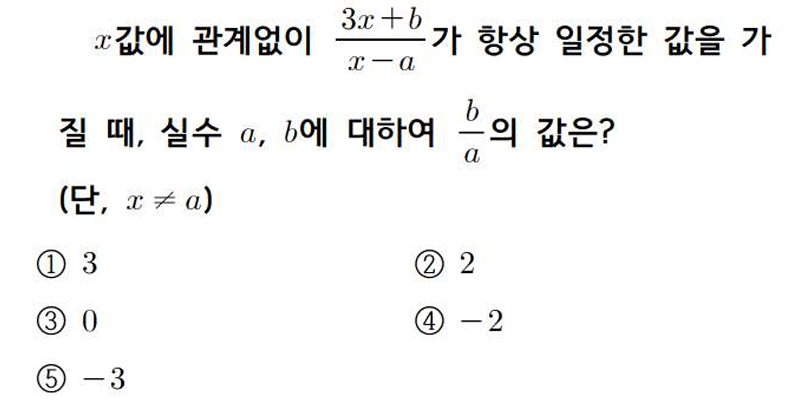 x값에 관계없이 \frac{3x+b}{x-a}가 항상 일정한 값을 가
질 때, 실수 a, b에 대하여 \frac{b}{a}의 값은?
(단, x ≠ a)
① 3 ② 2
③ 0 ④ −2
⑤ −3